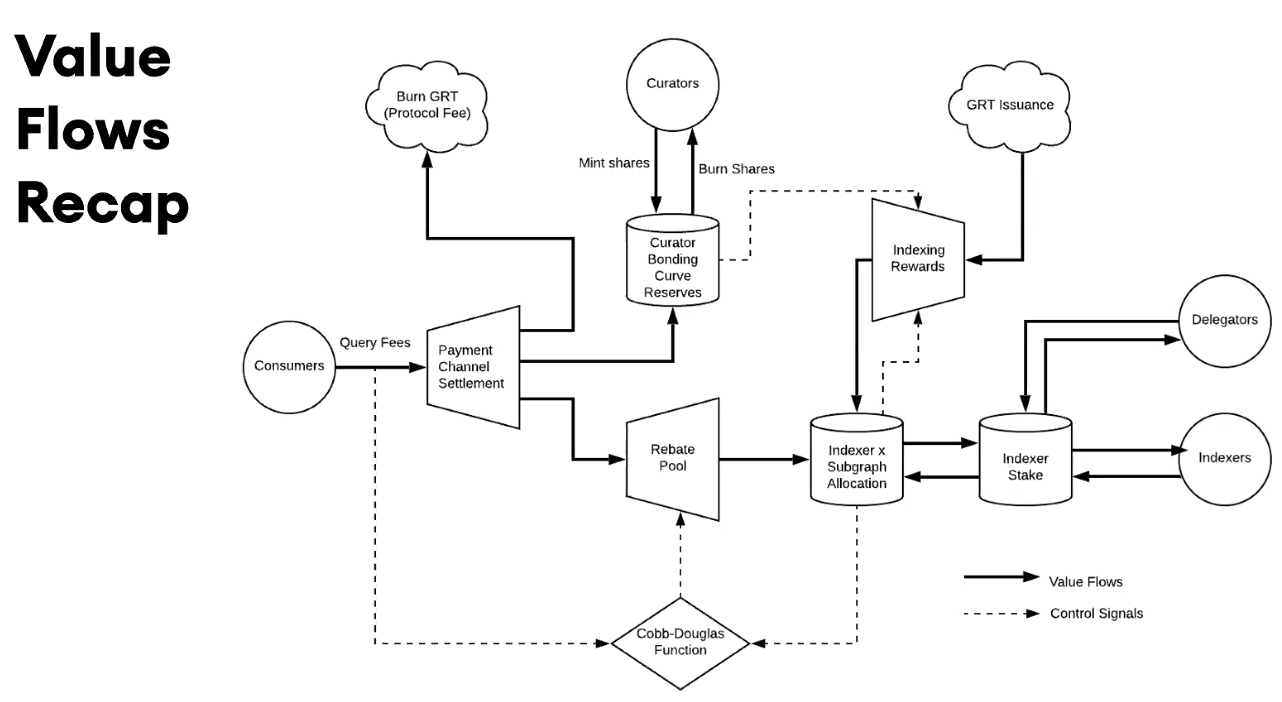 Value
Flows
Recap
Burn GRT
(Protocol Fee)
Curators
GRT Issuance
Mint shares
Burn Shares
Curator
Bonding
Curve
Reserves
Indexing
Rewards
Consumers
Query Fees
Payment
Channel
Settlement
Delegators
Rebate
Pool
Indexer x
Subgraph
Allocation
Indexer
Stake
Indexers
Value Flows
Control Signals
Cobb-Douglas
Function